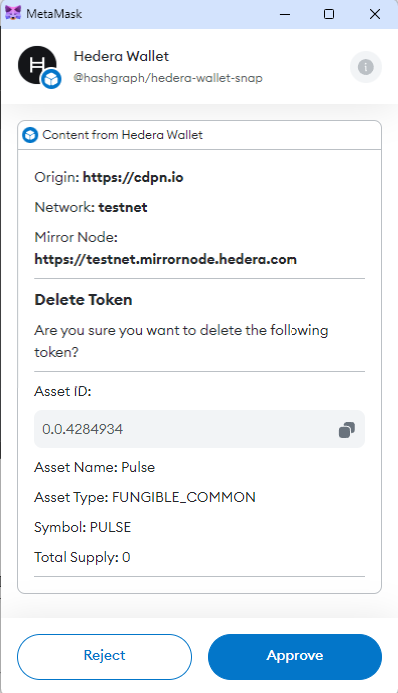 MetaMask
Hedera Wallet
@hashgraph/hedera-wallet-snap
Content from Hedera Wallet
Origin: https://cdpn.io
Network: testnet
Mirror Node:
https://testnet.mirrornode.hedera.com
Delete Token
Are you sure you want to delete the following
token?
Asset ID:
0.0.4284934
Asset Name: Pulse
Asset Type: FUNGIBLE_COMMON
Symbol: PULSE
Total Supply: 0
Reject
Approve